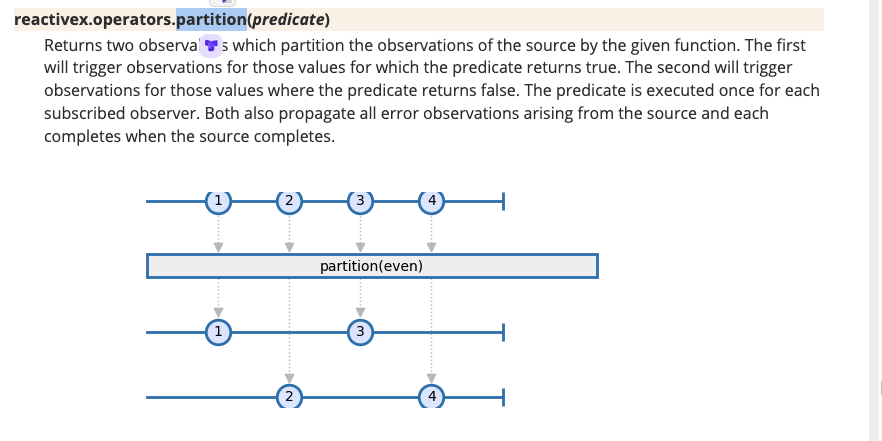 reactivex.operators.partition(predicate)
Returns two observa s which partition the observations of the source by the given function. The first
will trigger observations for those values for which the predicate returns true. The second will trigger
observations for those values where the predicate returns false. The predicate is executed once for each
subscribed observer. Both also propagate all error observations arising from the source and each
completes when the source completes.
1 2 3 4
partition(even)
1 3
2 4